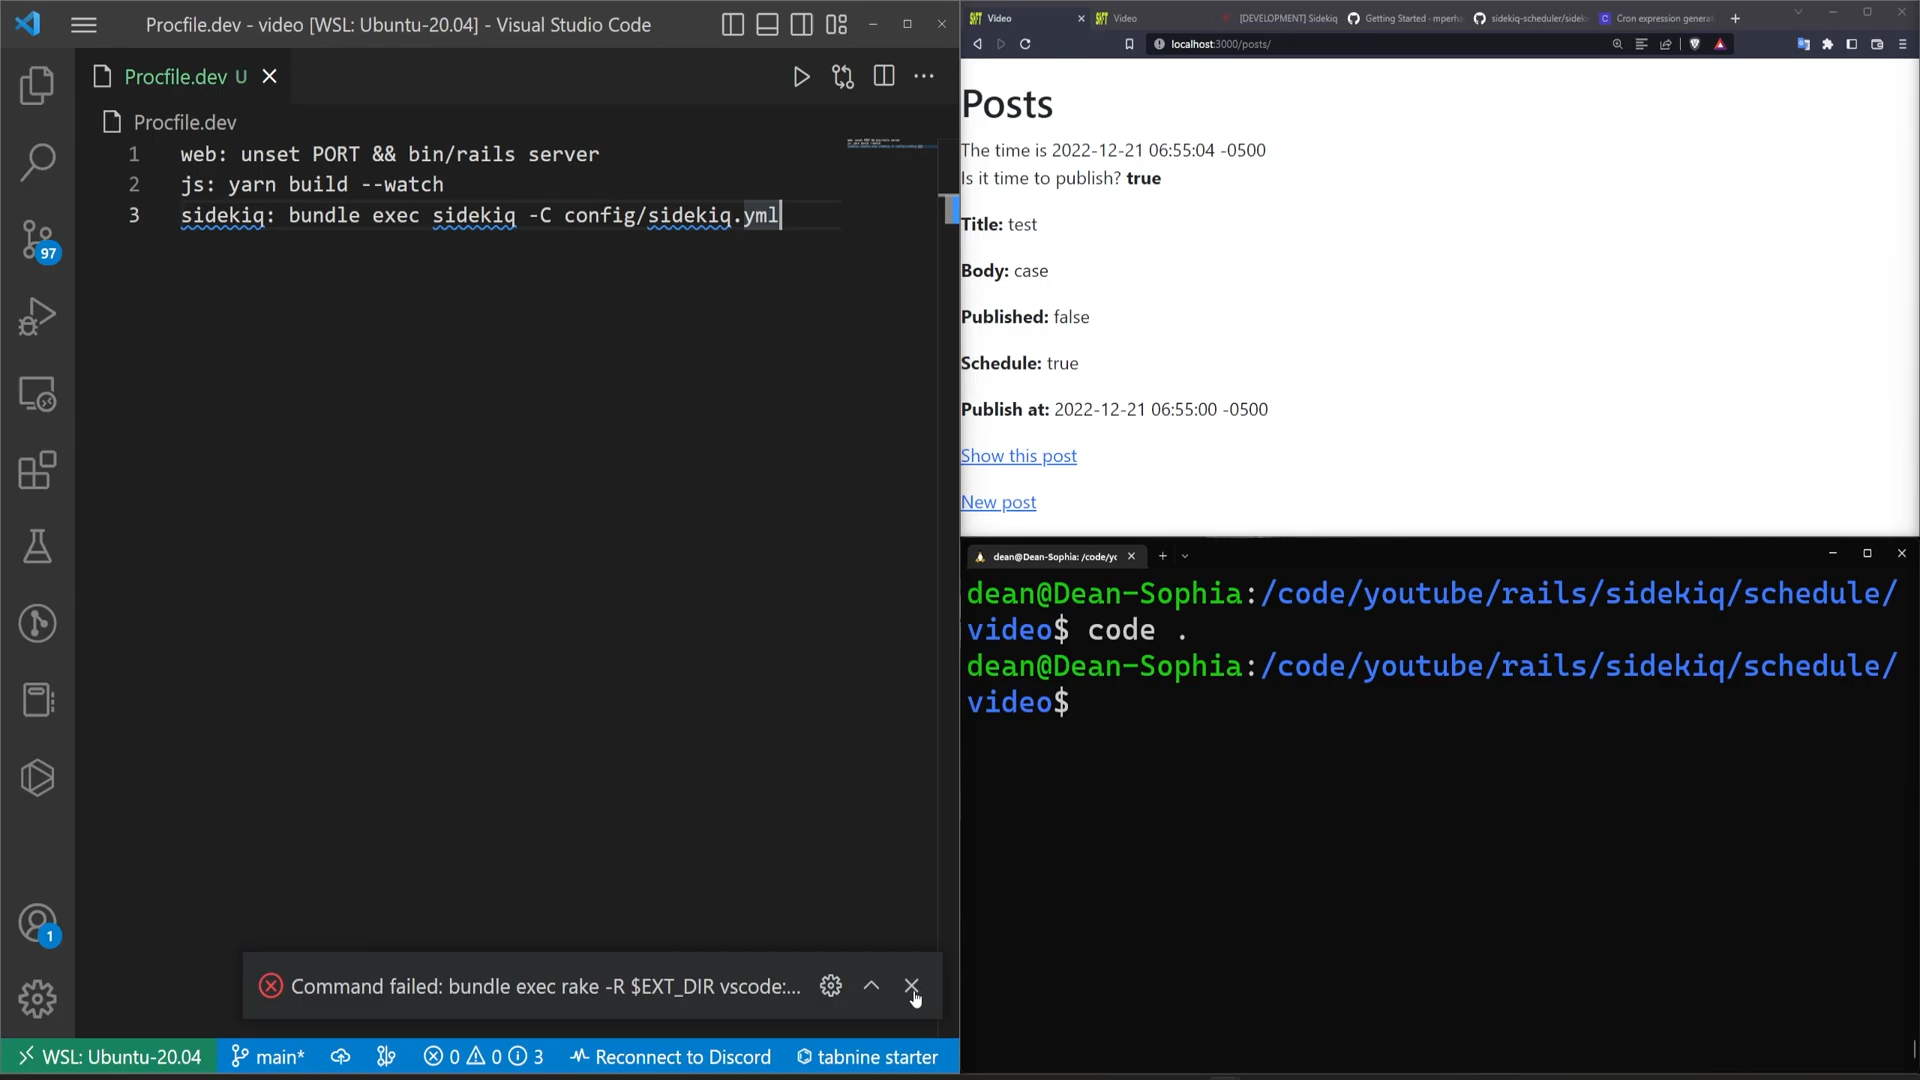 Procfile.dev - video [WSL: Ubuntu-20.04] - Visual Studio Code
Procfile.dev U
Procfile.dev
1 web: unset PORT && bin/rails server
2 js: yarn build --watch
3 sidekiq: bundle exec sidekiq -C config/sidekiq.yml
97
1
Command failed: bundle exec rake -R $EXT_DIR vscode:...
WSL: Ubuntu-20.04 main* 0 0 3 Reconnect to Discord tabnine starter
Video Video [DEVELOPMENT] Sidekiq Getting Started · mperha sidekiq-scheduler/sideki Cron expression generat
localhost:3000/posts/
Posts
The time is 2022-12-21 06:55:04 -0500
Is it time to publish? true
Title: test
Body: case
Published: false
Schedule: true
Publish at: 2022-12-21 06:55:00 -0500
Show this post
New post
dean@Dean-Sophia: /code/yo
dean@Dean-Sophia:/code/youtube/rails/sidekiq/schedule/
video$ code .
dean@Dean-Sophia:/code/youtube/rails/sidekiq/schedule/
video$